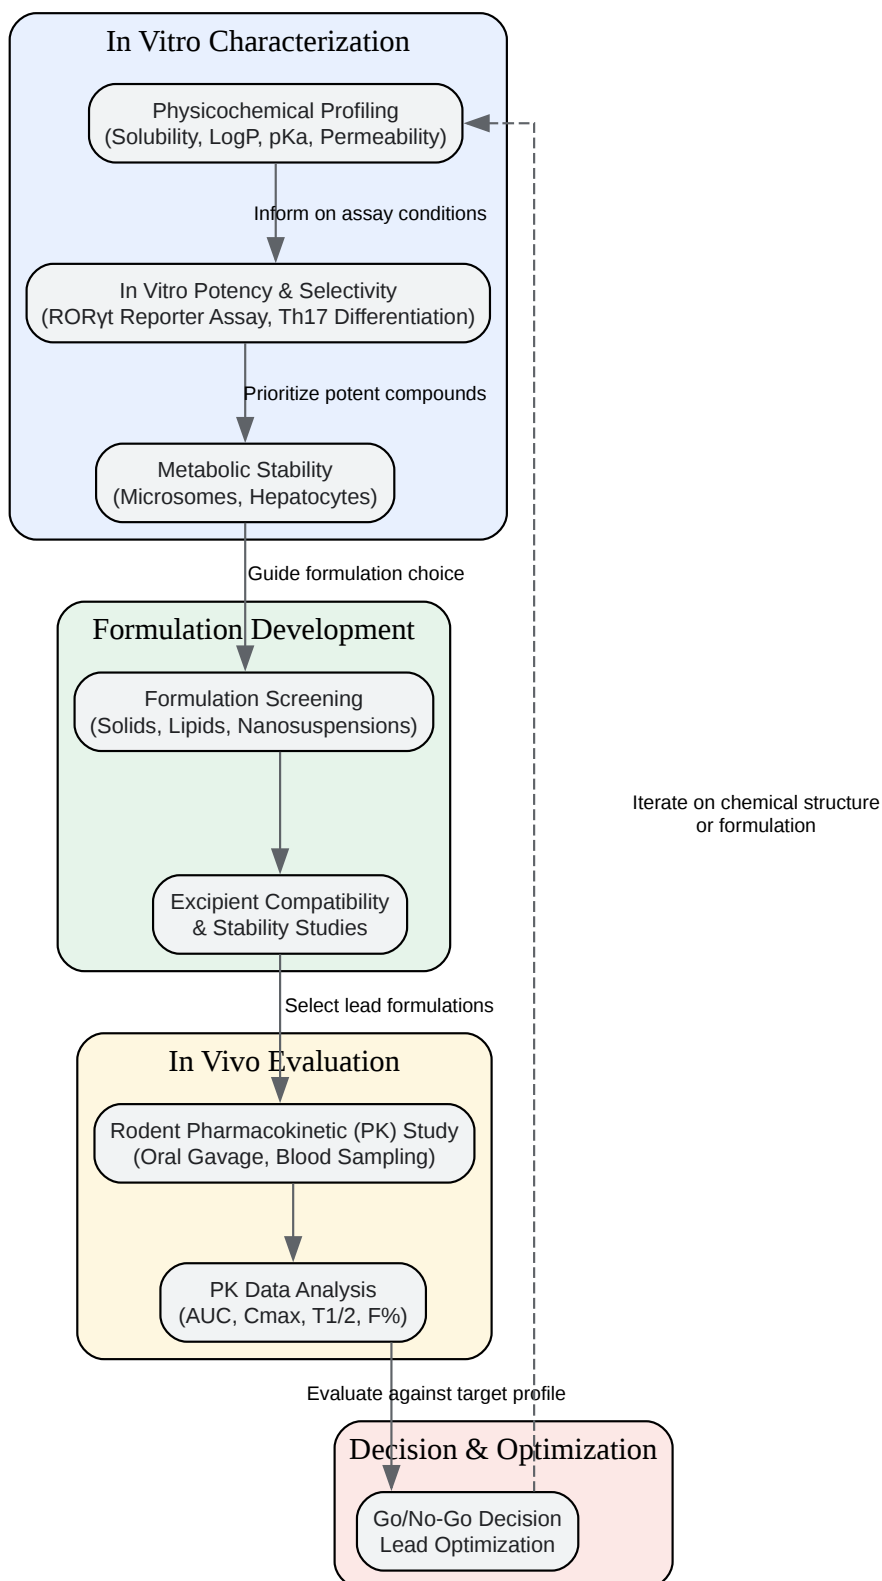 In Vitro Characterization
Physicochemical Profiling
(Solubility, LogP, pKa, Permeability)
Inform on assay conditions
In Vitro Potency & Selectivity
(RORγt Reporter Assay, Th17 Differentiation)
Prioritize potent compounds
Metabolic Stability
(Microsomes, Hepatocytes)
Guide formulation choice
Formulation Development
Formulation Screening
(Solids, Lipids, Nanosuspensions)
Iterate on chemical structure
or formulation
Excipient Compatibility
& Stability Studies
Select lead formulations
In Vivo Evaluation
Rodent Pharmacokinetic (PK) Study
(Oral Gavage, Blood Sampling)
PK Data Analysis
(AUC, Cmax, T1/2, F%)
Evaluate against target profile
Decision & Optimization
Go/No-Go Decision
Lead Optimization